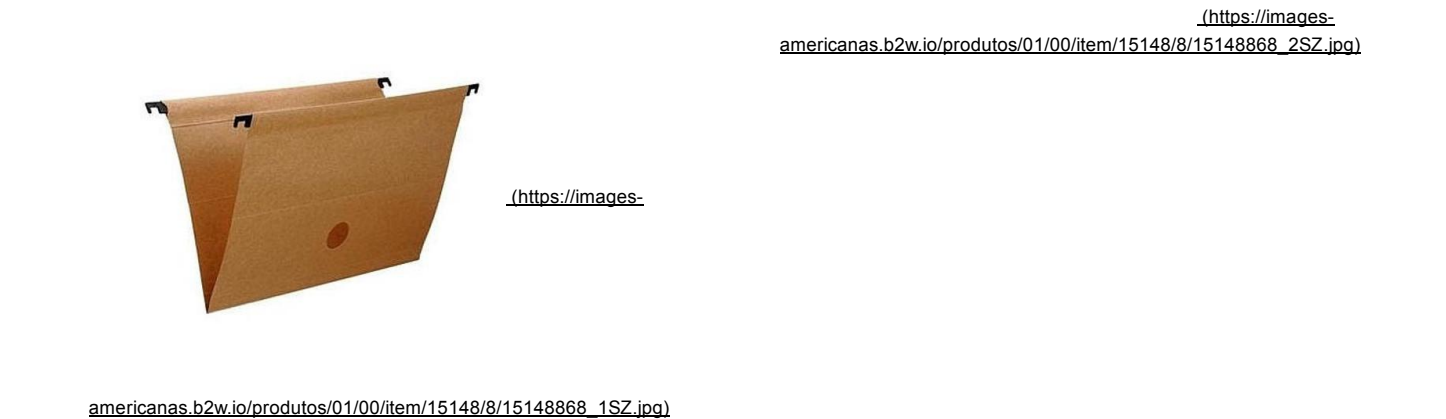 (https://images-
americanas.b2w.io/produtos/01/00/item/15148/8/15148868_1SZ.jpg)
(https://images-
americanas.b2w.io/produtos/01/00/item/15148/8/15148868_2SZ.jpg)